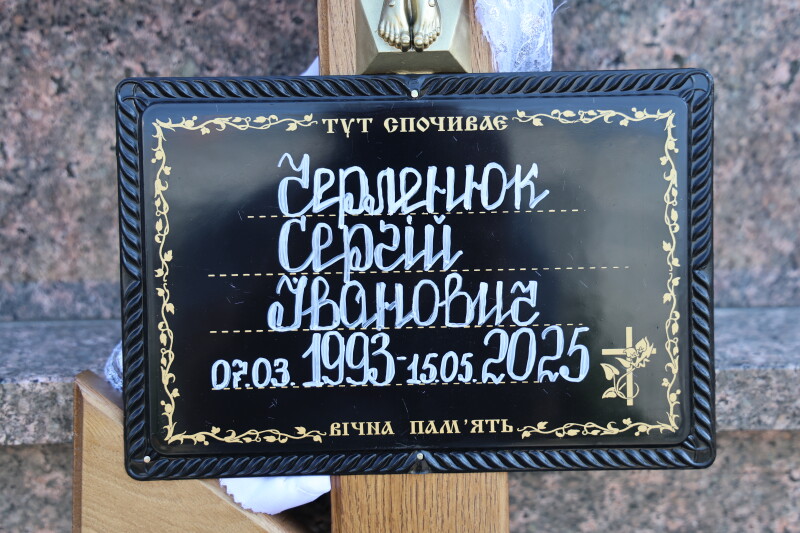 ТУТ СПОЧИВАЄ
Черленюк
Сергій
Іванович
07.03.1993-15.05.2025
ВІЧНА ПАМ'ЯТЬ